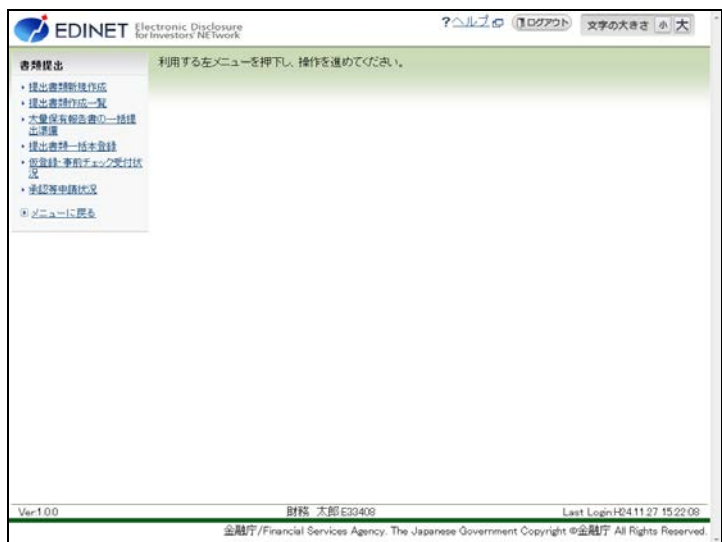 EDINET Electronic Disclosure
for Investors' NETwork
?ヘルプ ログアウト 文字の大きさ 小 大
書類提出
利用する左メニューを押下し、操作を進めてください。
・提出書類新規作成
・提出書類作成一覧
・大量保有報告書の一括提
出準備
・提出書類一括本登録
・仮登録・事前チェック受付状
況
・承認等申請状況
メニューに戻る
Ver.1.0.0 財務 太郎 E33408 Last Login:H24.11.27 15:22:08
金融庁/Financial Services Agency. The Japanese Government Copyright ©金融庁 All Rights Reserved.